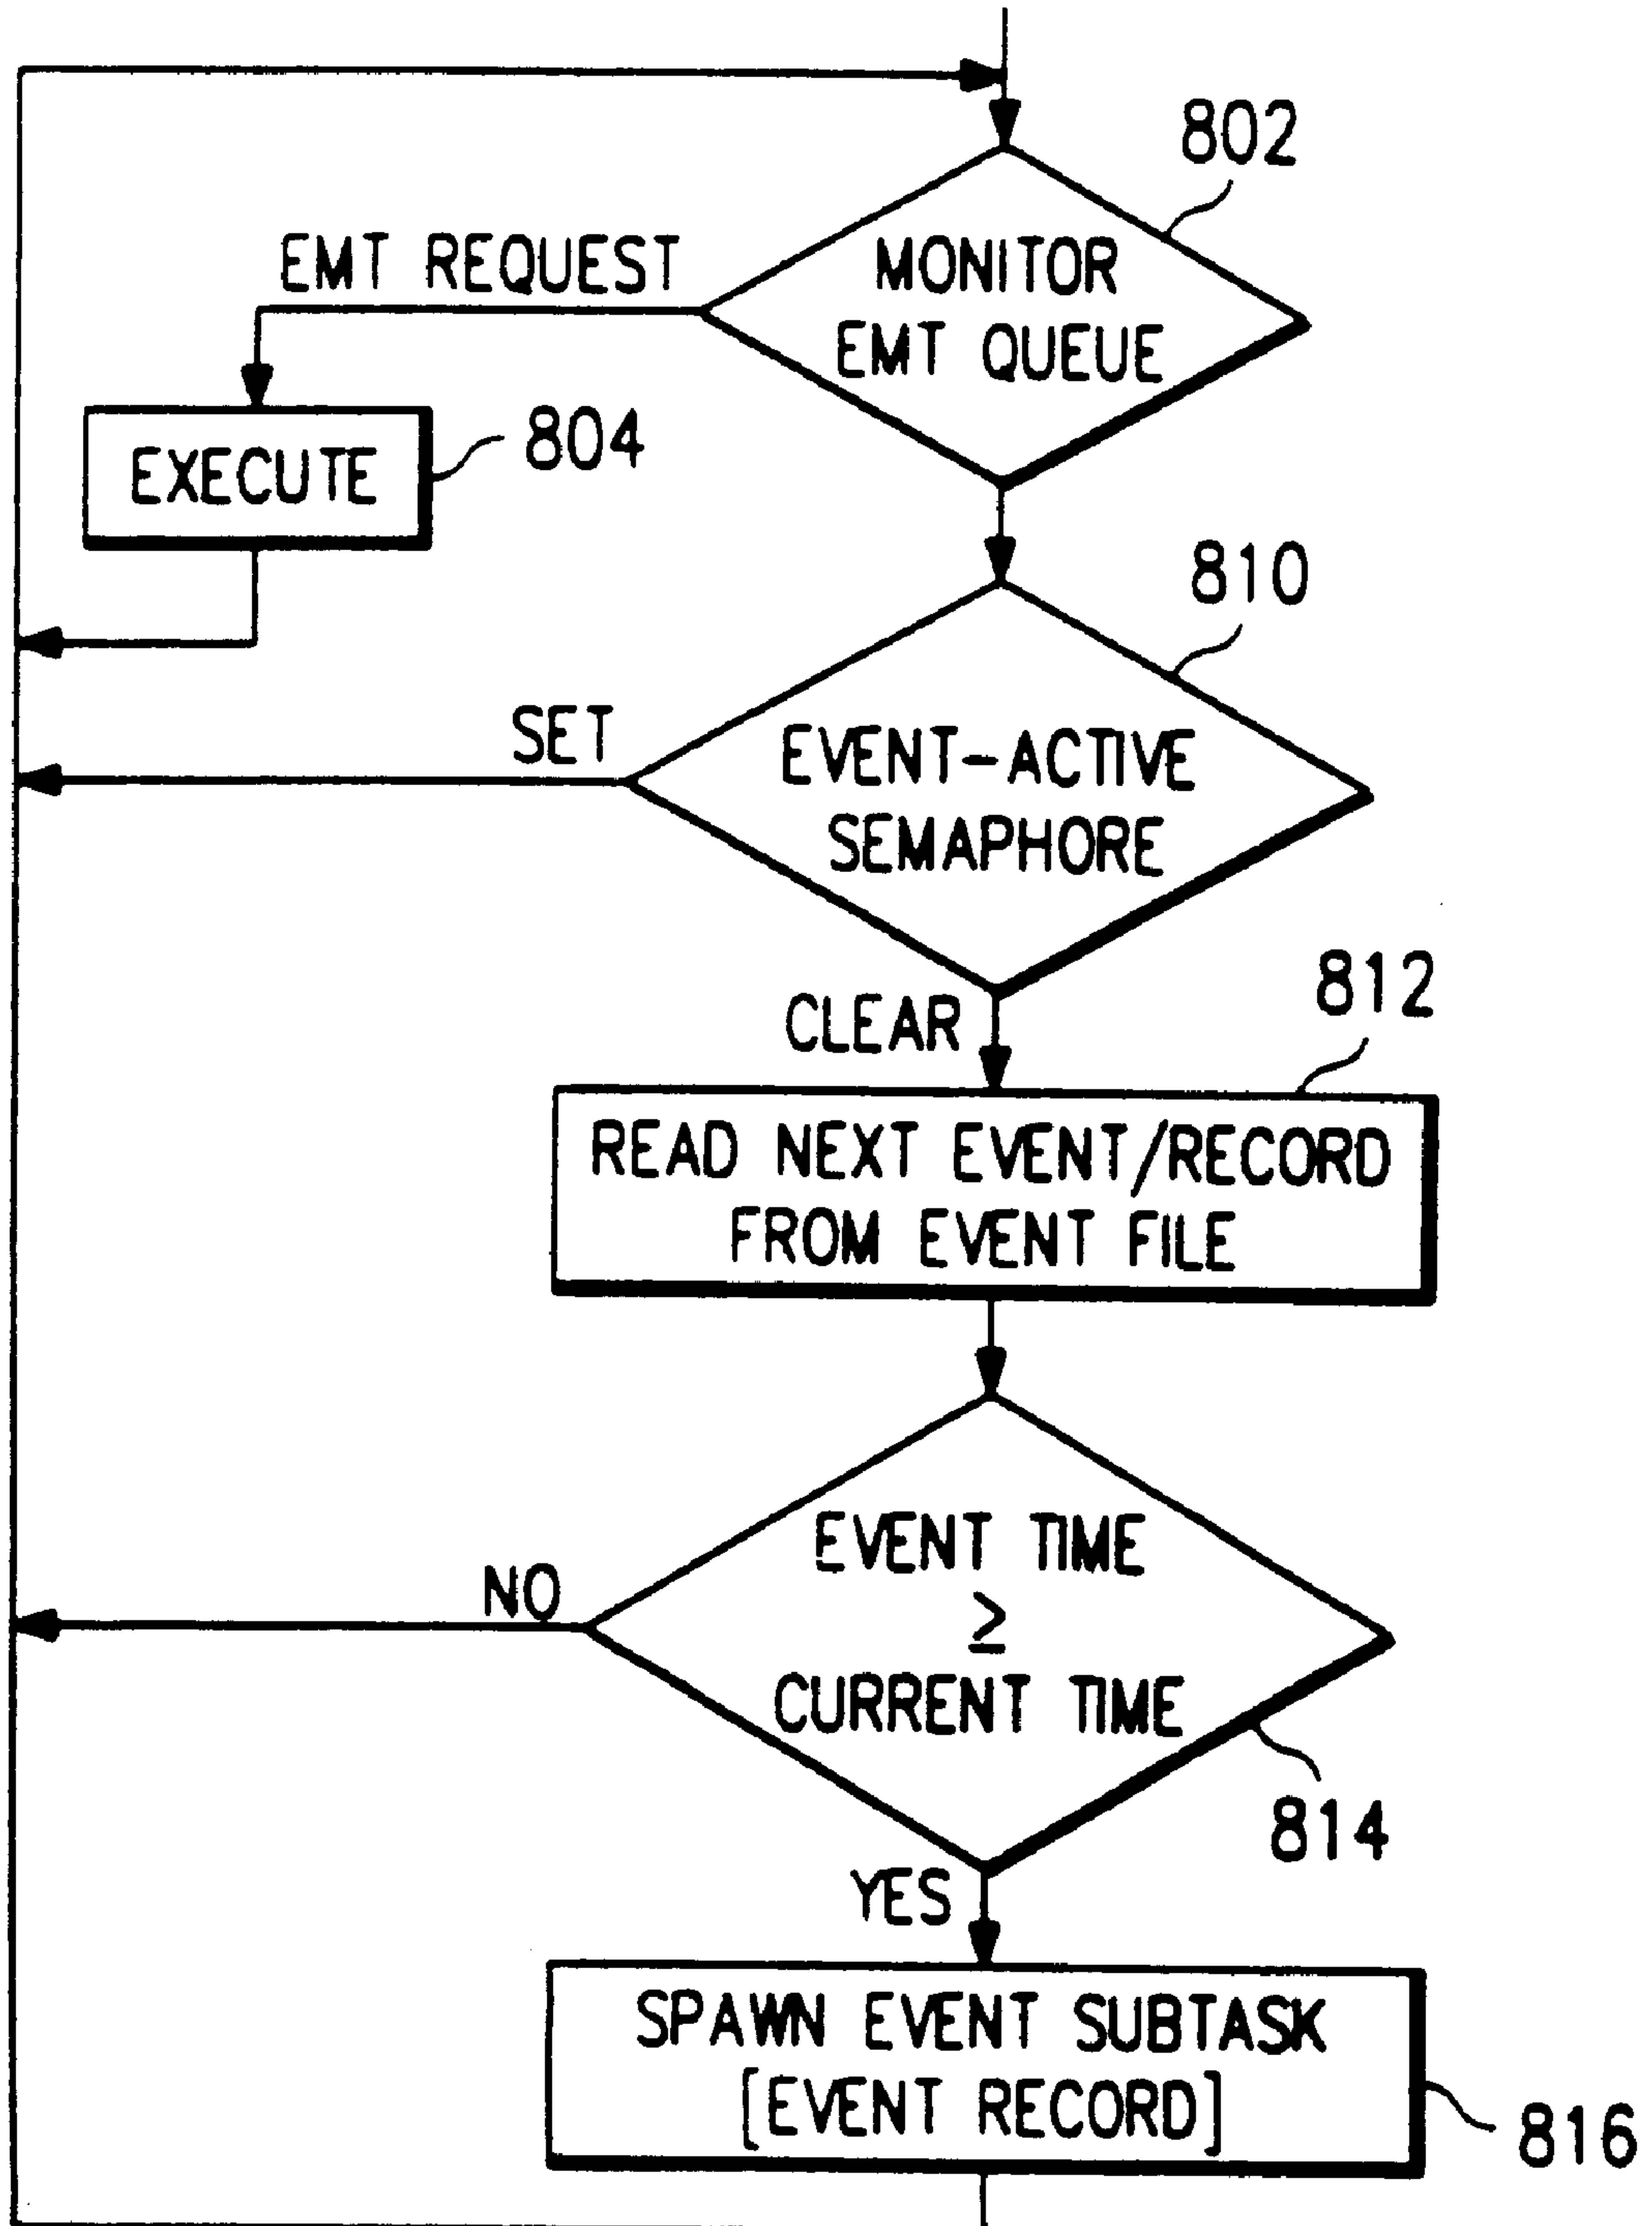 802
EMT REQUEST
MONITOR
EMT QUEUE
EXECUTE
804
810
SET
EVENT-ACTIVE
SEMAPHORE
CLEAR
812
READ NEXT EVENT/RECORD
FROM EVENT FILE
EVENT TIME
≥
CURRENT TIME
NO
814
YES
SPAWN EVENT SUBTASK
[EVENT RECORD]
816